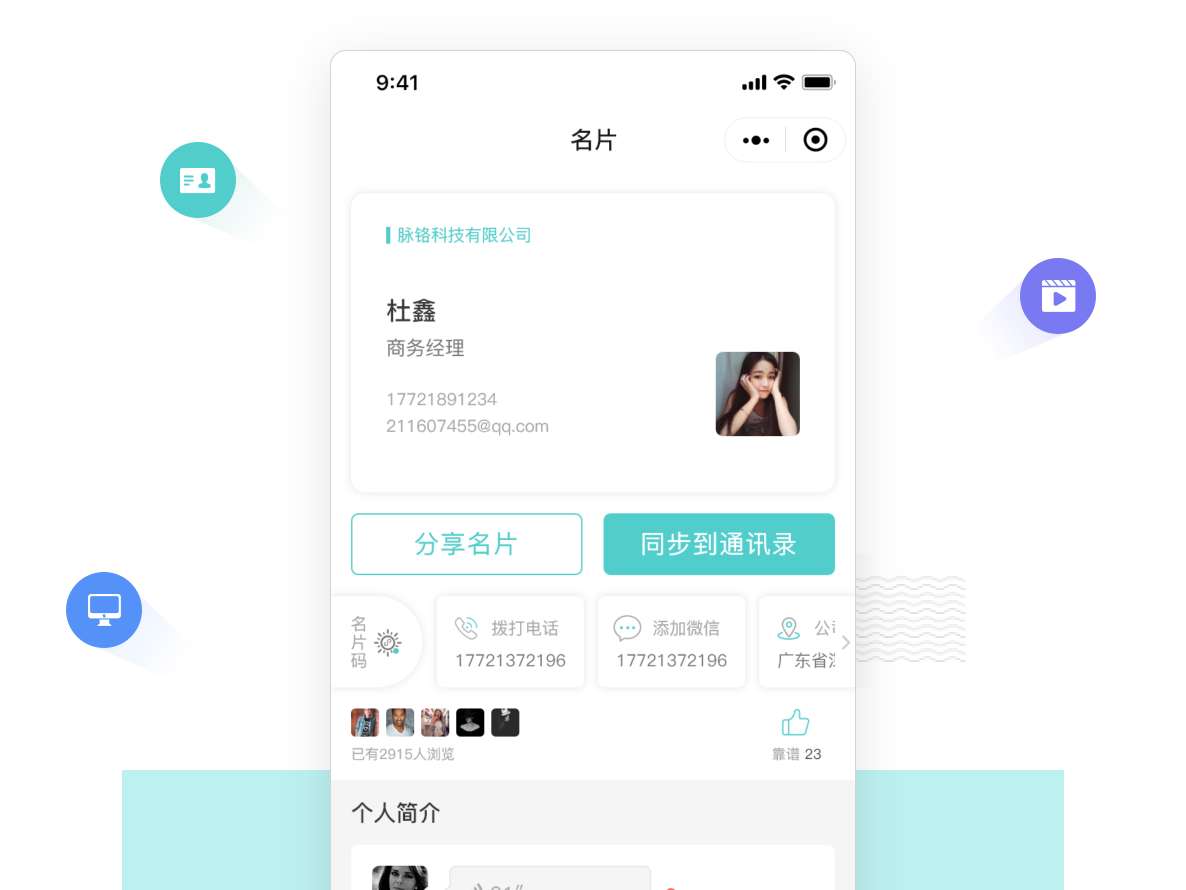 9:41
名片
脉铬科技有限公司
杜鑫
商务经理
17721891234
211607455@qq.com
分享名片
同步到通讯录
名片码
拨打电话
17721372196
添加微信
17721372196
公
广东省
已有2915人浏览
靠谱 23
个人简介